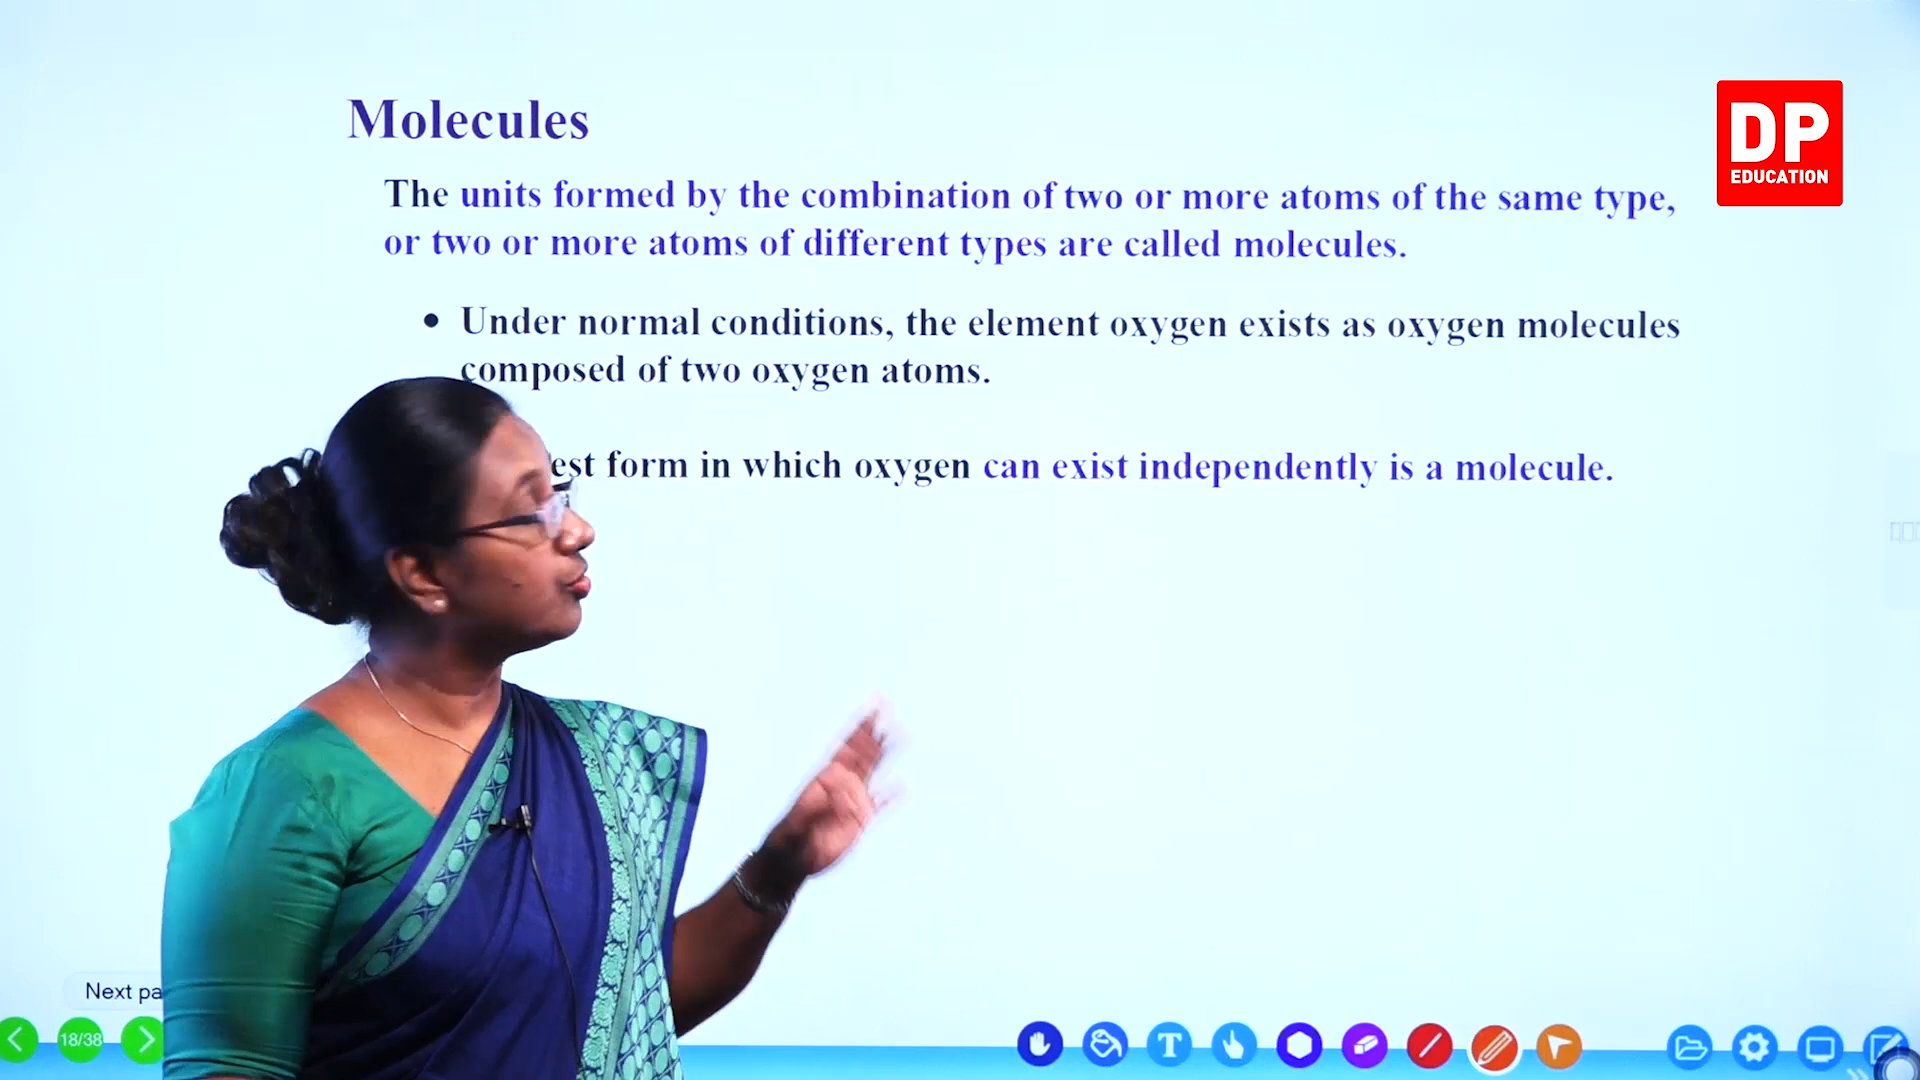 Molecules
DP
EDUCATION
The units formed by the combination of two or more atoms of the same type,
or two or more atoms of different types are called molecules.
• Under normal conditions, the element oxygen exists as oxygen molecules
composed of two oxygen atoms.
form in which oxygen can exist independently is a molecule.
Next
18/38
T